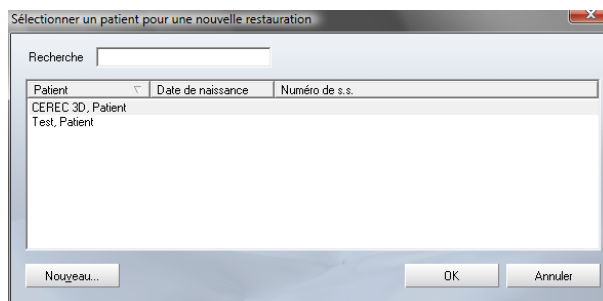 Sélectionner un patient pour une nouvelle restauration
Recherche
Patient Date de naissance Numéro de s.s.
CEREC 3D, Patient
Test, Patient
Nouveau... OK Annuler